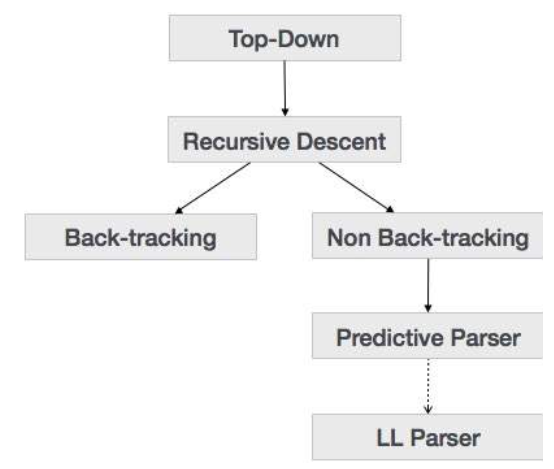 Top-Down
Recursive Descent
Back-tracking
Non Back-tracking
Predictive Parser
LL Parser